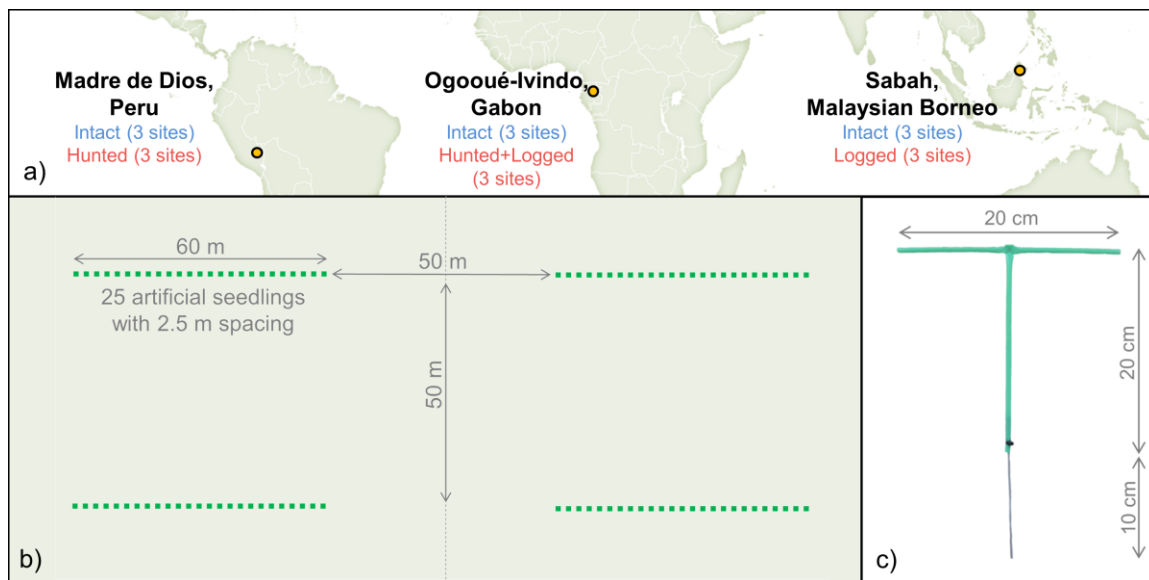 Madre de Dios,
Peru
Intact (3 sites)
Hunted (3 sites)
Ogooué-Ivindo,
Gabon
Intact (3 sites)
Hunted+Logged
(3 sites)
Sabah,
Malaysian Borneo
Intact (3 sites)
Logged (3 sites)
a)
60 m
50 m
25 artificial seedlings
with 2.5 m spacing
50 m
b)
20 cm
20 cm
10 cm
c)